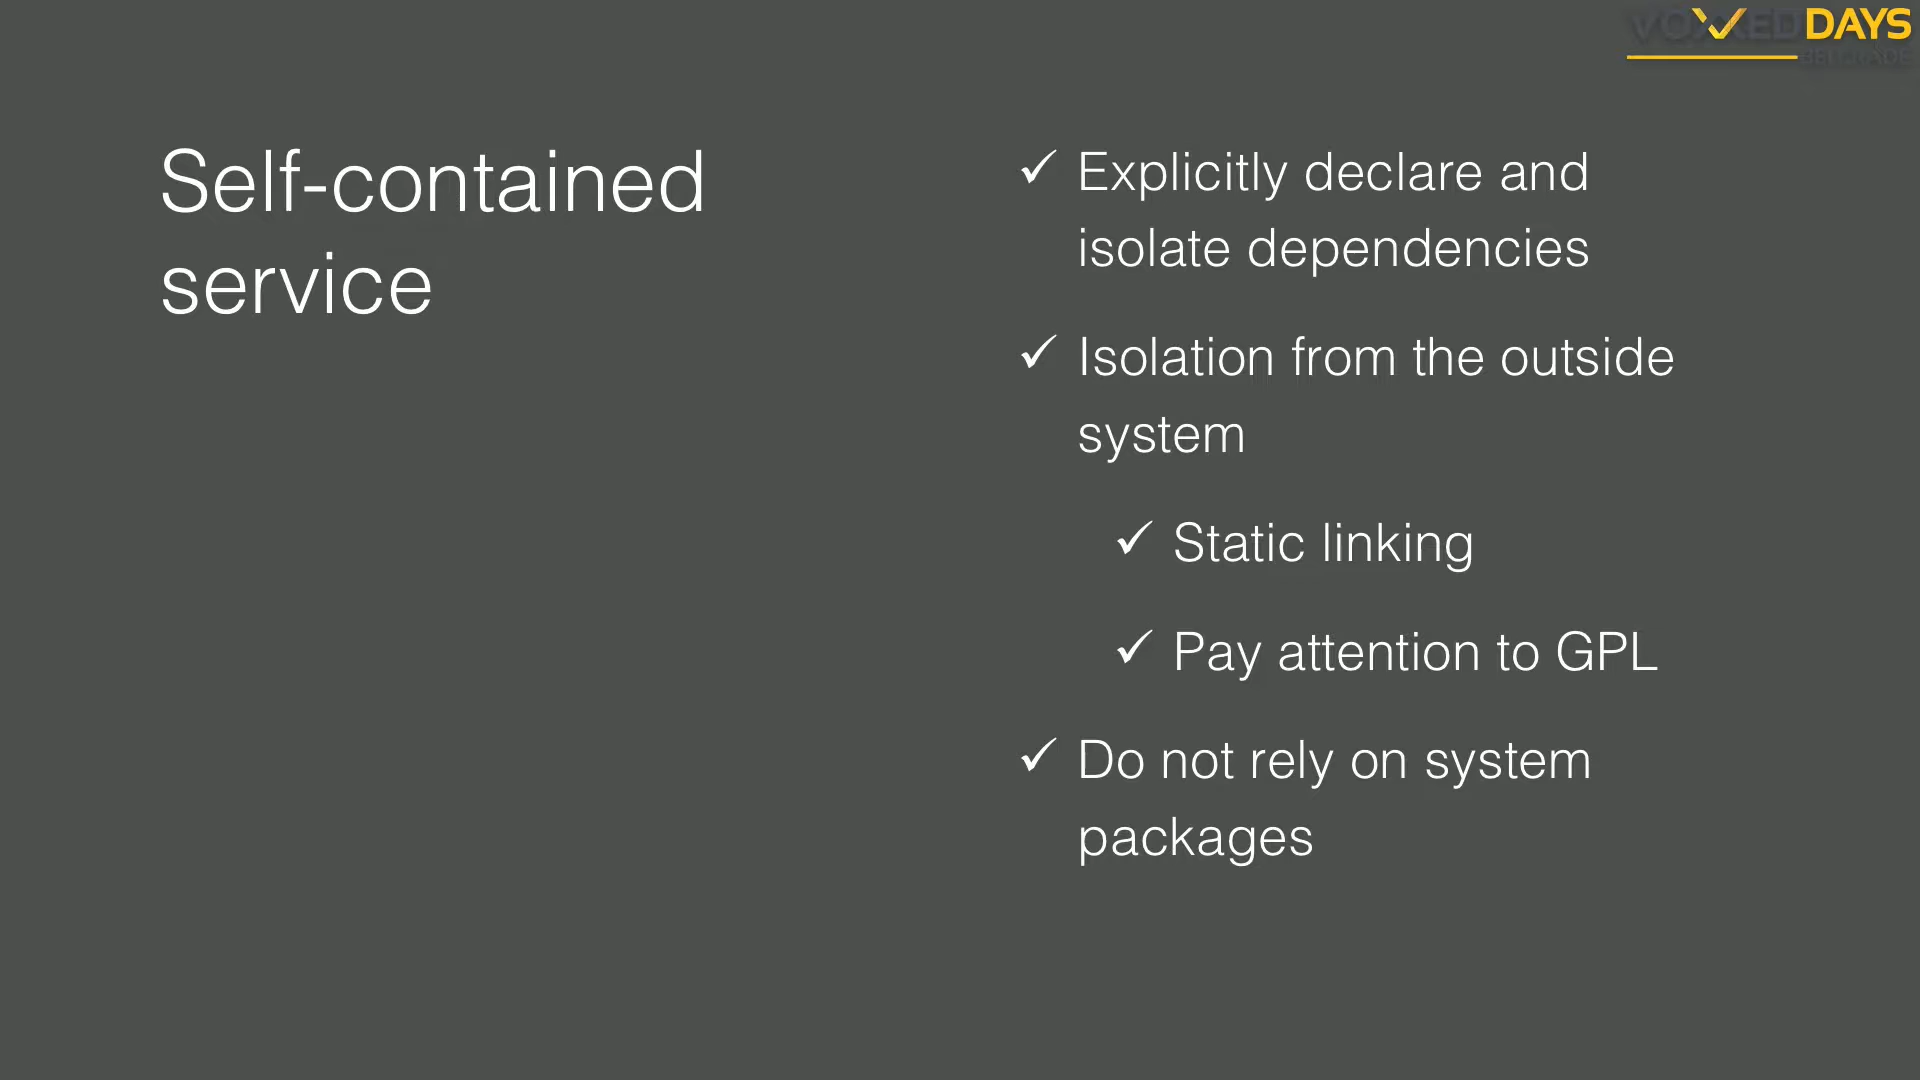 VOXXED DAYS
BELGRADE
Self-contained
service
✓ Explicitly declare and
isolate dependencies
✓ Isolation from the outside
system
✓ Static linking
✓ Pay attention to GPL
✓ Do not rely on system
packages